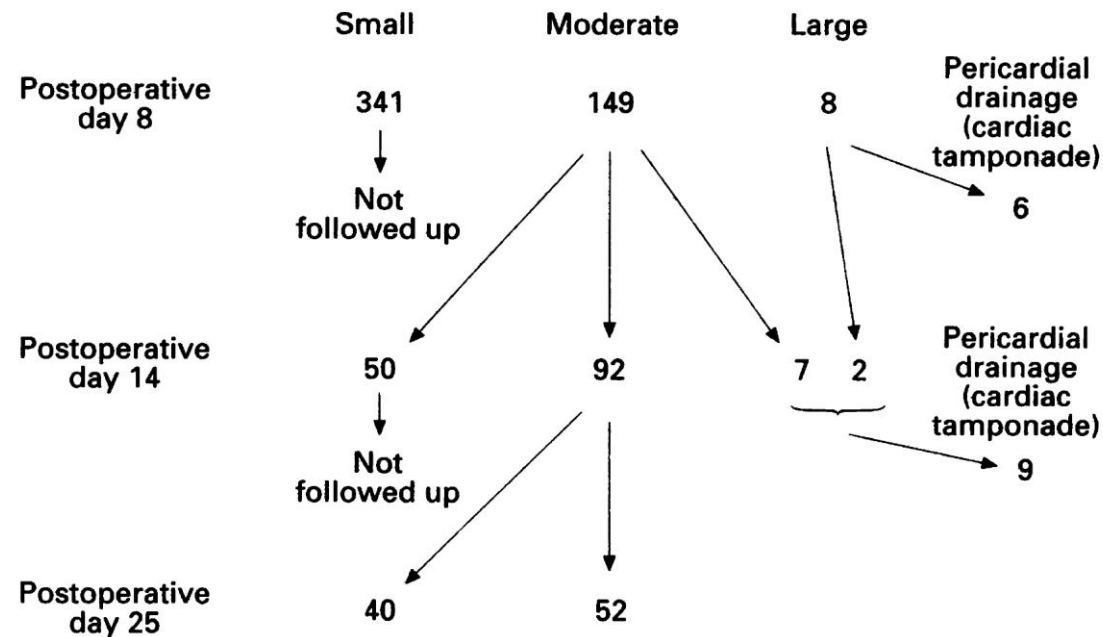 Small Moderate Large
Postoperative
day 8
341 149 8
Pericardial
drainage
(cardiac
tamponade)
6
Not
followed up
Postoperative
day 14
50 92 7 2
Pericardial
drainage
(cardiac
tamponade)
9
Not
followed up
Postoperative
day 25
40 52